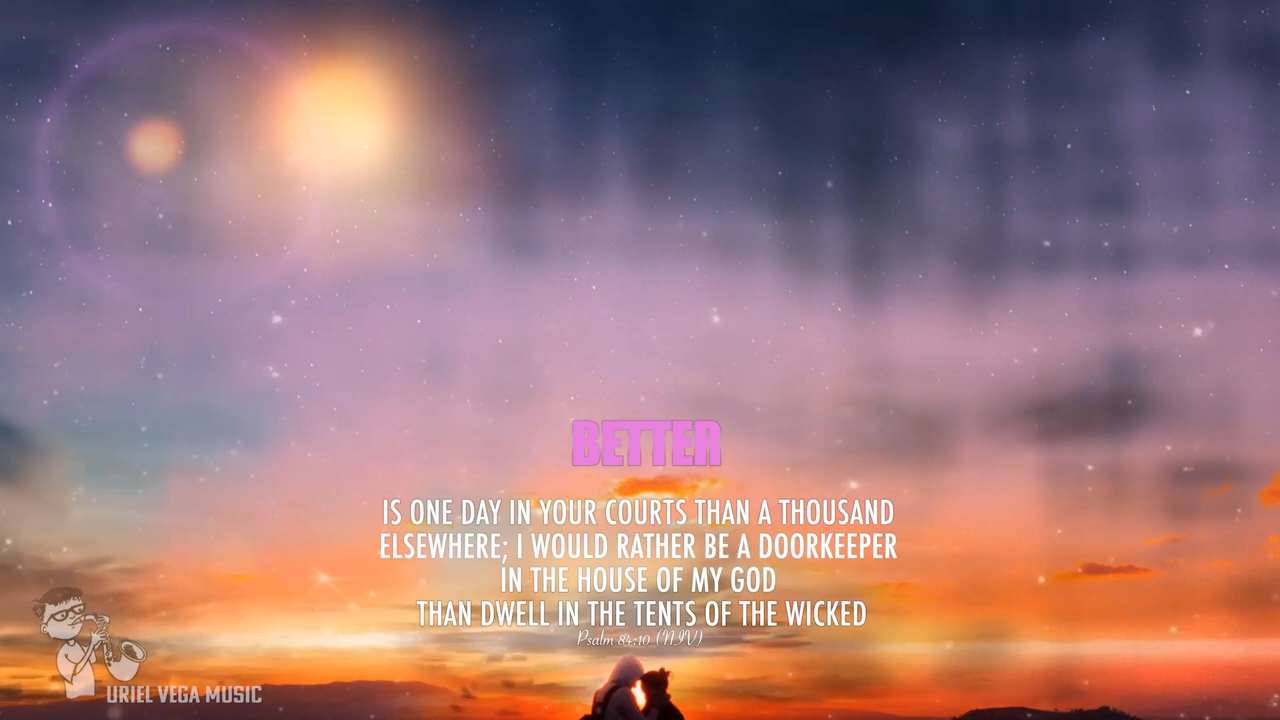 BETTER
IS ONE DAY IN YOUR COURTS THAN A THOUSAND
ELSEWHERE; I WOULD RATHER BE A DOORKEEPER
IN THE HOUSE OF MY GOD
THAN DWELL IN THE TENTS OF THE WICKED
Psalm 84:10 (NIV)
URIEL VEGA MUSIC